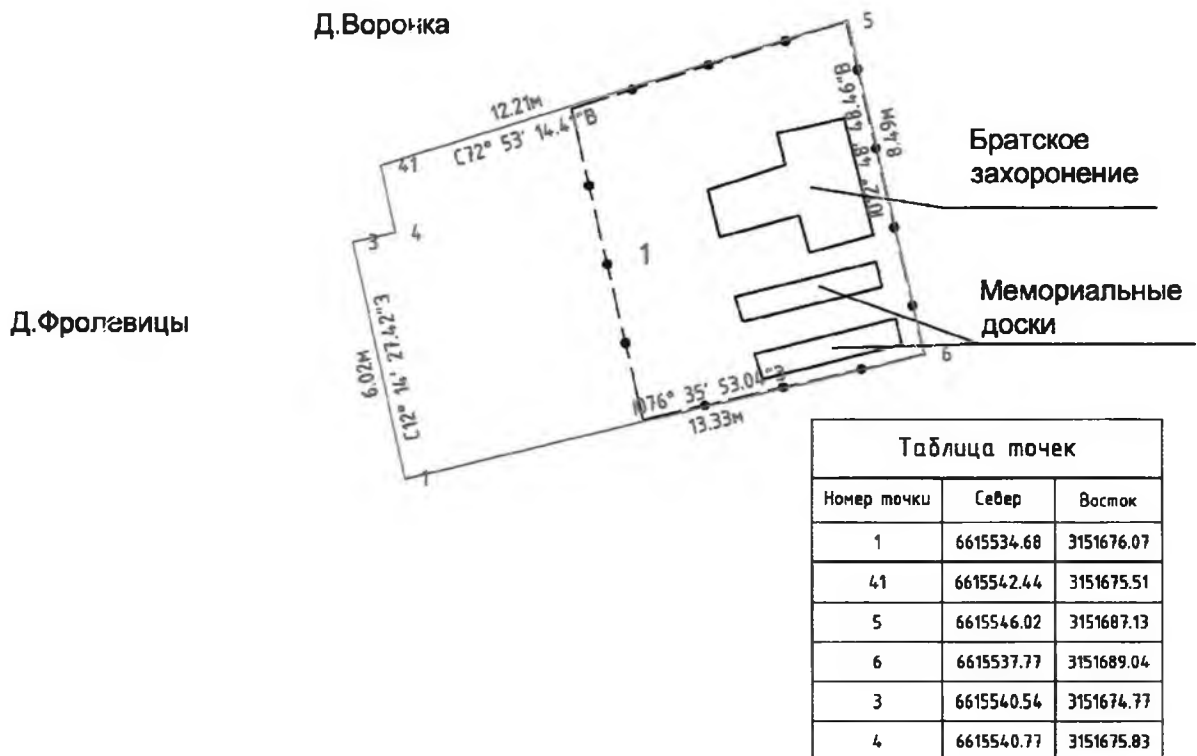 Д.Воронка
5
12.21м
С72° 53' 14.41"В
41
Ю12° 48' 48.46"В
8.49м
Братское
захоронение
3
4
1
Д.Фролевицы
6.02м
С12° 14' 27.42"З
Мемориальные
доски
6
Ю76° 35' 53.04"З
13.33м
1
Таблица точек
Номер точки Север Восток
1 6615534.68 3151676.07
41 6615542.44 3151675.51
5 6615546.02 3151687.13
6 6615537.77 3151689.04
3 6615540.54 3151674.77
4 6615540.77 3151675.83